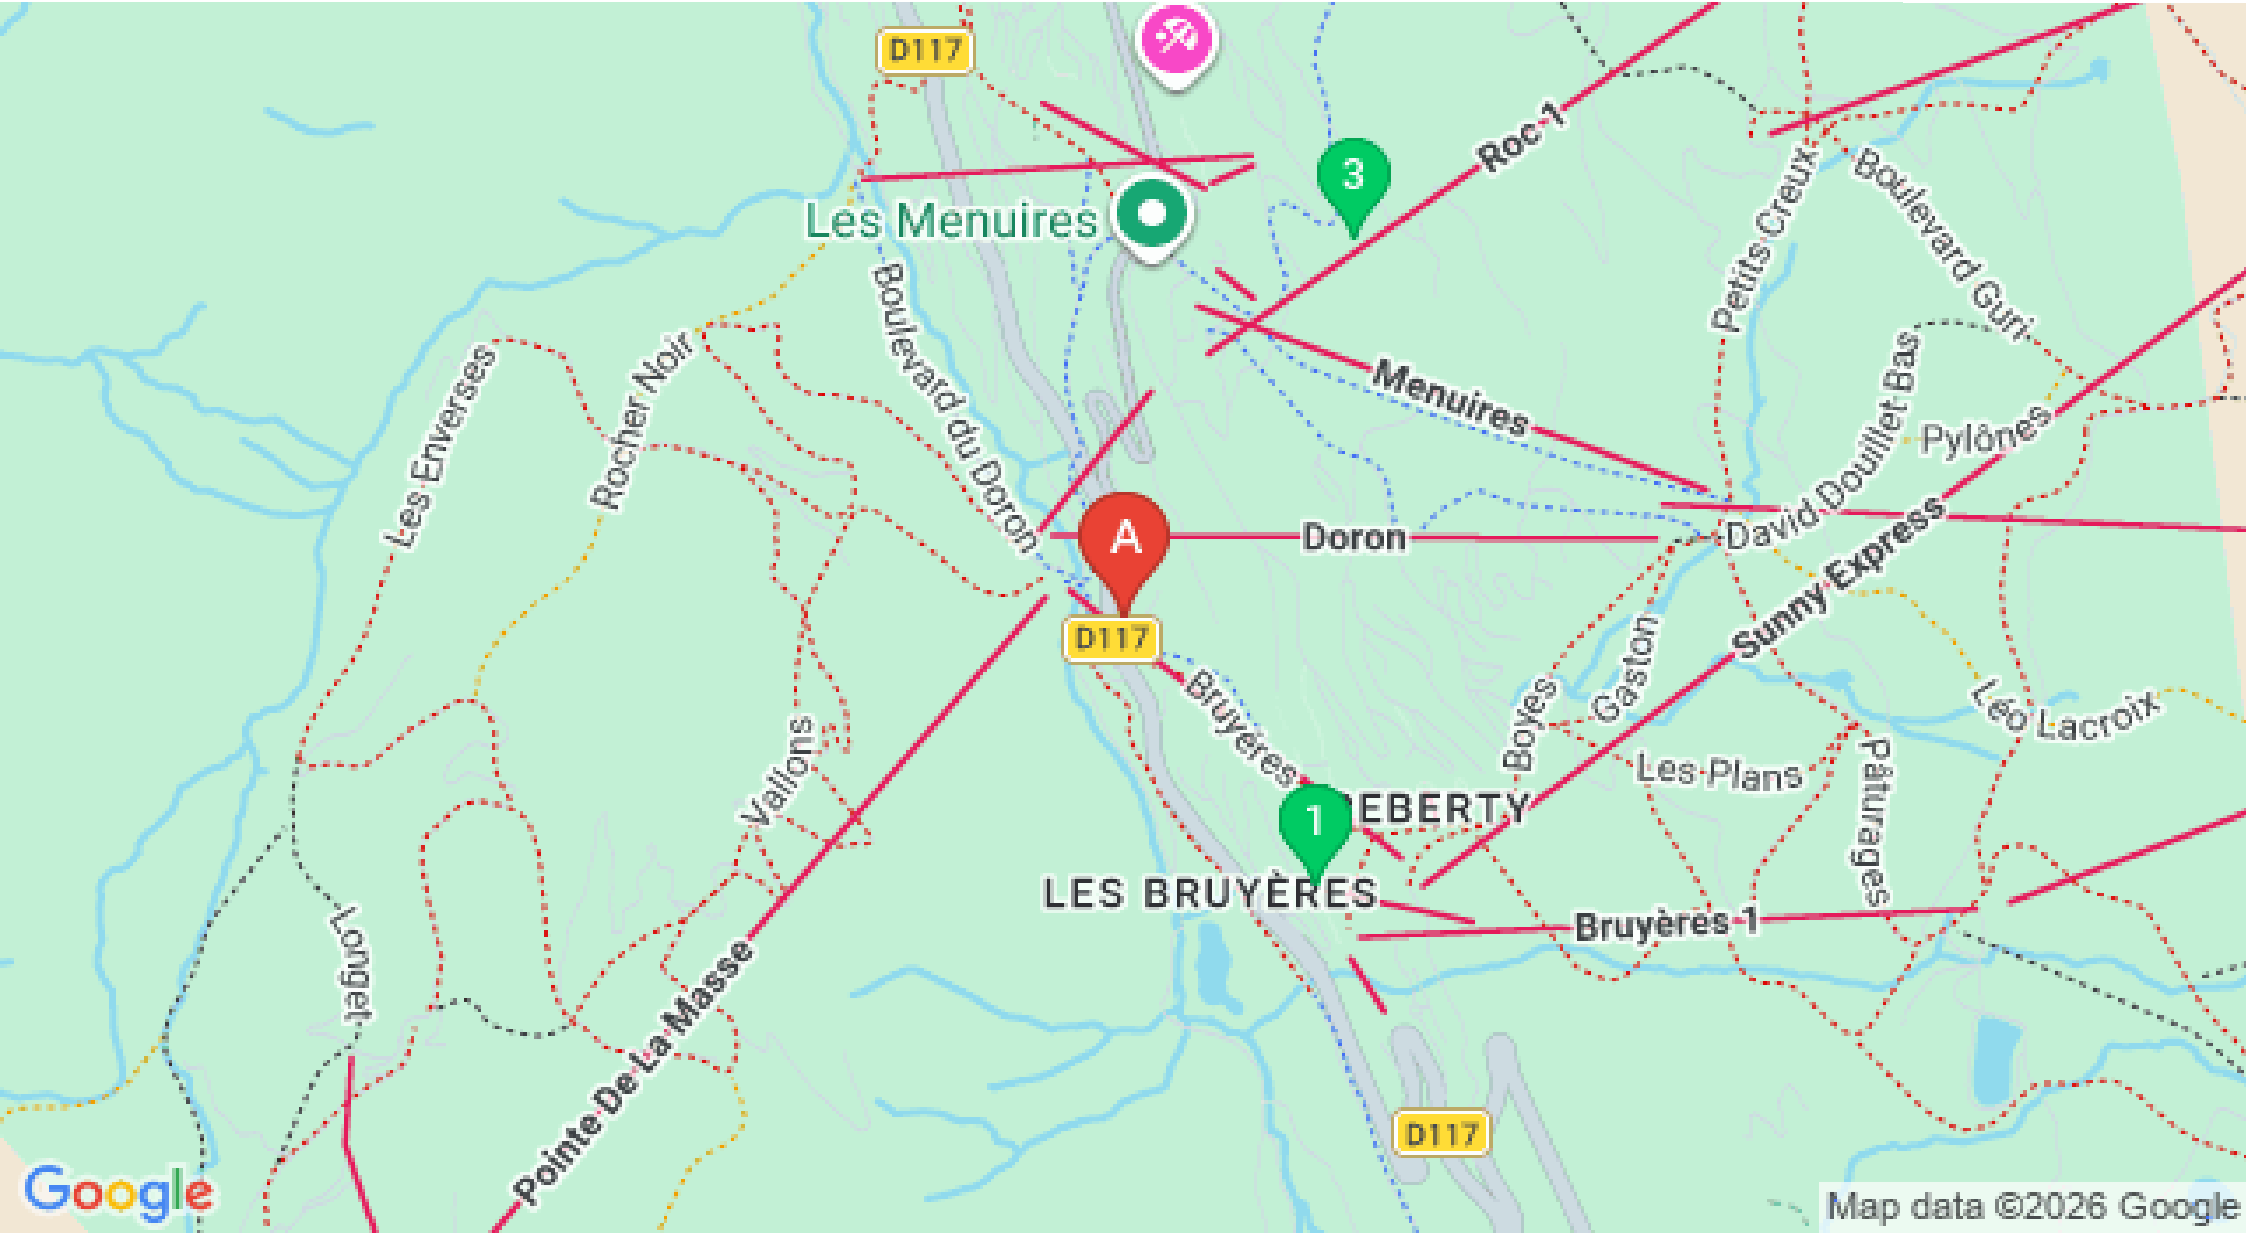 D117
Roc 1
3
Petits Creux
Boulevard Guri
Les Menuires
Boulevard du Doron
Les Enverses
Rocher Noir
Menuires
David Douillet Bas
Pylônes
A
Doron
Sunny Express
D117
Bruyères
Gaston
Boyes
Léo Lacroix
Vallons
Les Plans
Pâturages
1
EBERTY
LES BRUYÈRES
Bruyères 1
Longet
Pointe De La Masse
D117
Google
Map data ©2026 Google